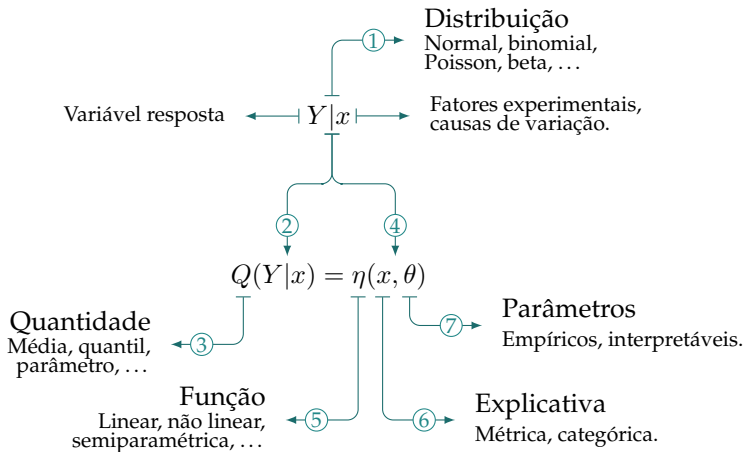 Distribuição
① Normal, binomial,
Poisson, beta, …
Variável resposta
Y|x
Fatores experimentais,
causas de variação.
② ④
Q(Y|x) = η(x, θ)
Quantidade
Média, quantil,
parâmetro, …
③
⑦
Parâmetros
Empíricos, interpretáveis.
Função
Linear, não linear,
semiparamétrica, …
⑤ ⑥
Explicativa
Métrica, categórica.